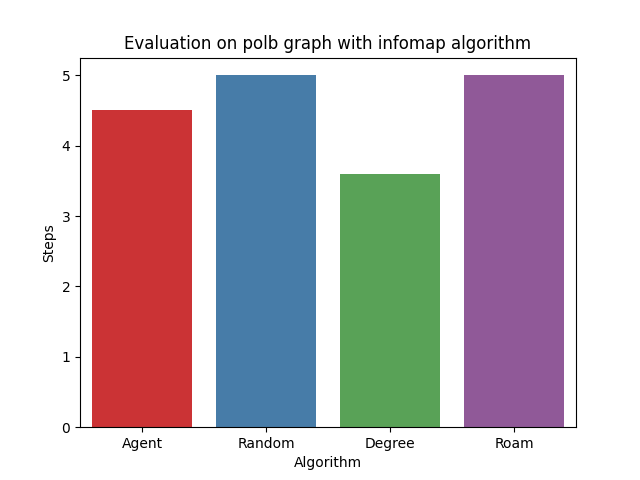 Evaluation on polb graph with infomap algorithm
5
4
3
2
1
0
Steps
Agent Random Degree Roam
Algorithm